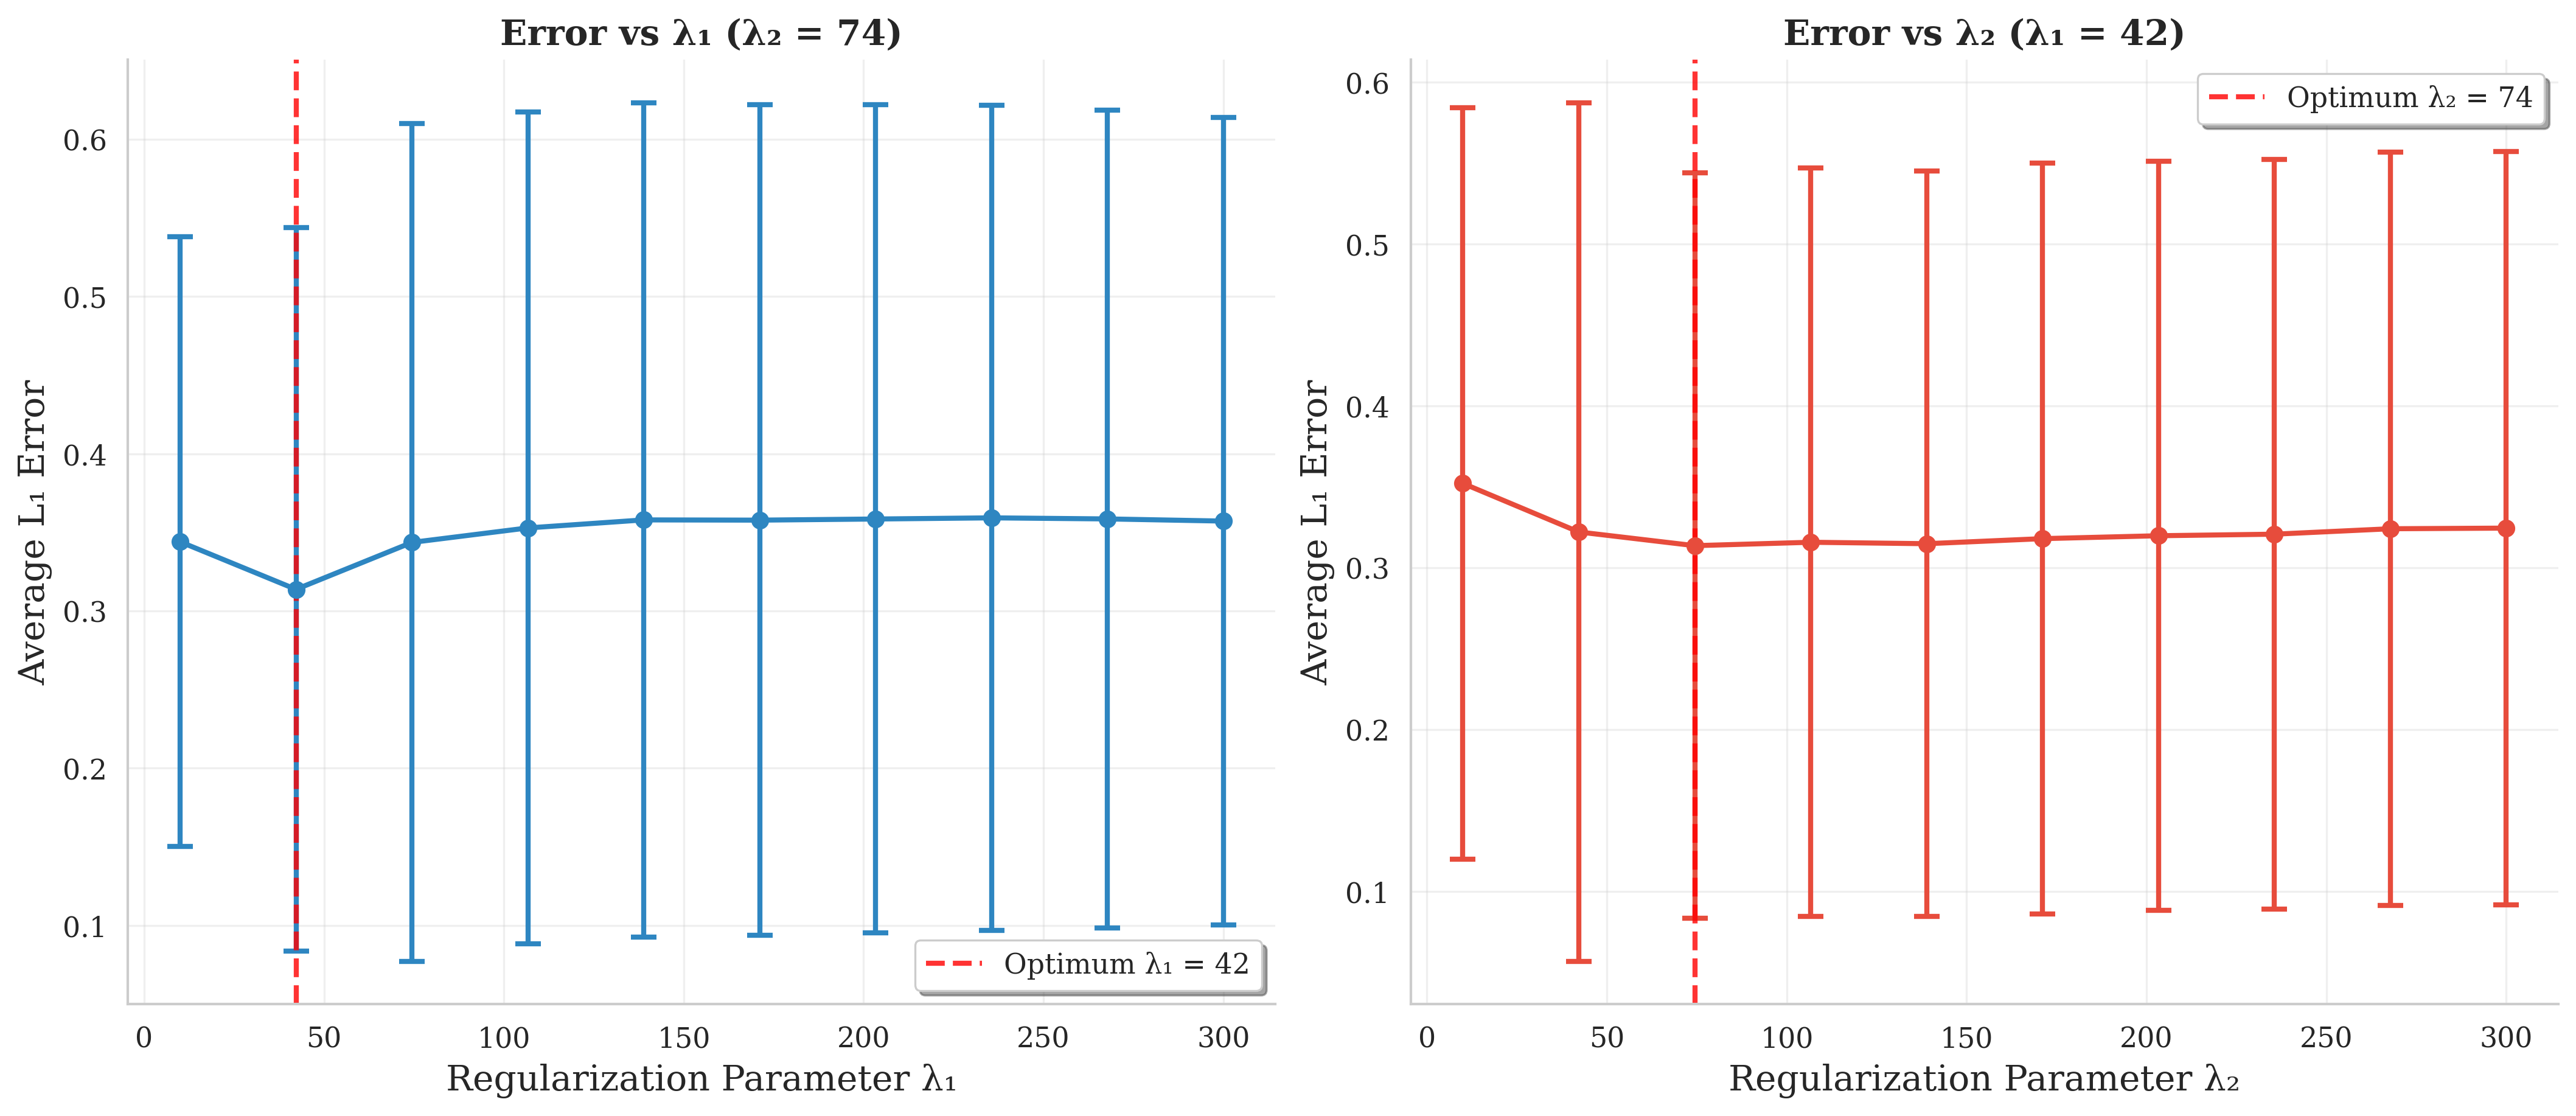 Error vs λ₁ (λ₂ = 74)
Average L₁ Error
0.6
0.5
0.4
0.3
0.2
0.1
0 50 100 150 200 250 300
Regularization Parameter λ₁
Optimum λ₁ = 42
Error vs λ₂ (λ₁ = 42)
Average L₁ Error
0.6
0.5
0.4
0.3
0.2
0.1
0 50 100 150 200 250 300
Regularization Parameter λ₂
Optimum λ₂ = 74